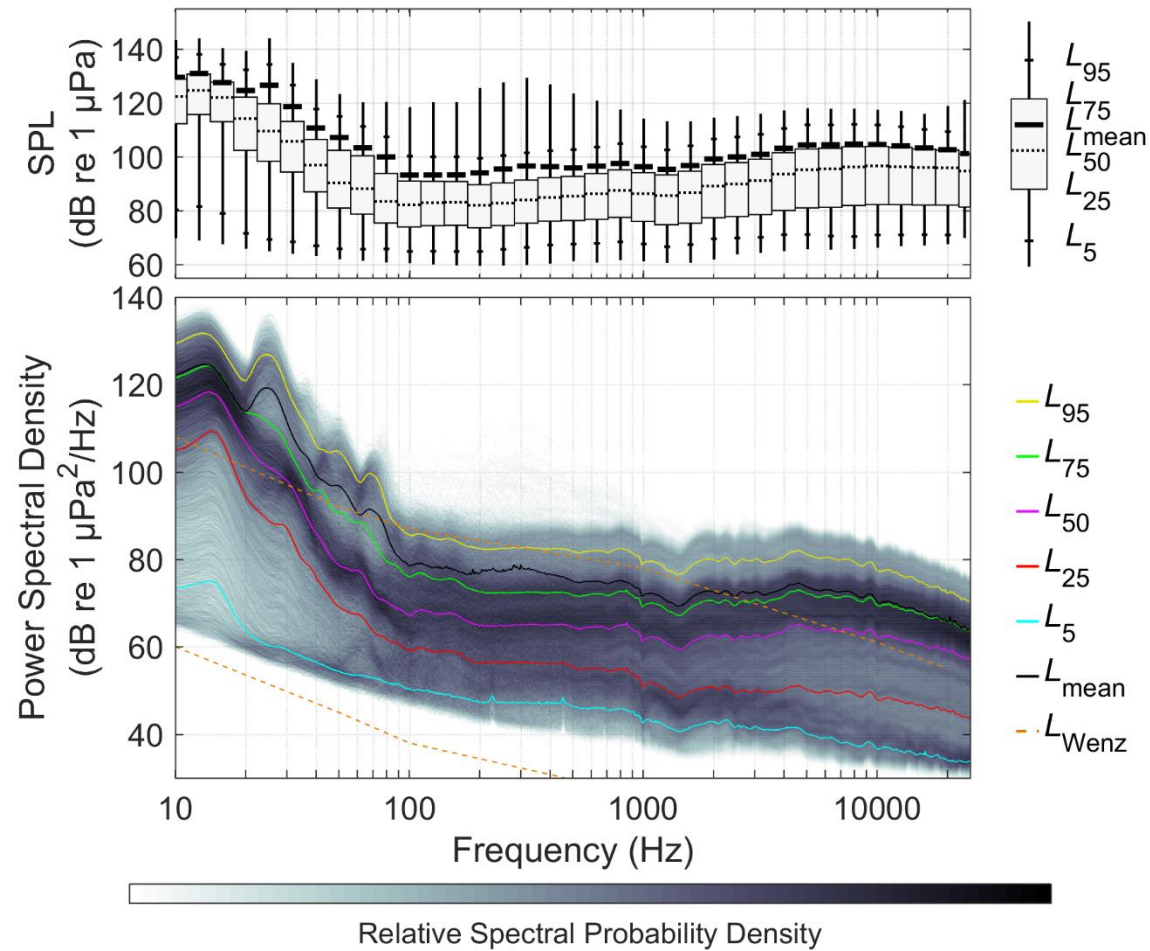 SPL
(dB re 1 µPa)
140
120
100
80
60
L95
L75
Lmean
L50
L25
L5
Power Spectral Density
(dB re 1 µPa²/Hz)
140
120
100
80
60
40
10
100
1000
10000
Frequency (Hz)
L95
L75
L50
L25
L5
Lmean
LWenz
Relative Spectral Probability Density